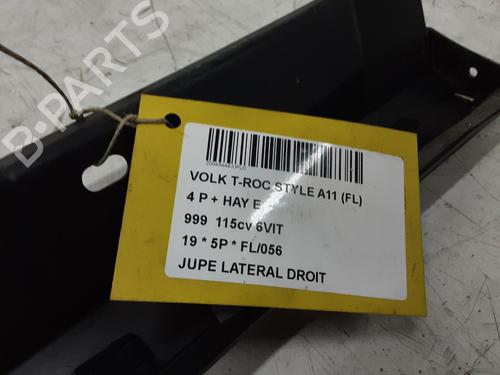 B-PARTS
VOLK T-ROC STYLE A11 (FL)
4 P + HAY E
999 115cv 6VIT
19 * 5P * FL/056
JUPE LATERAL DROIT